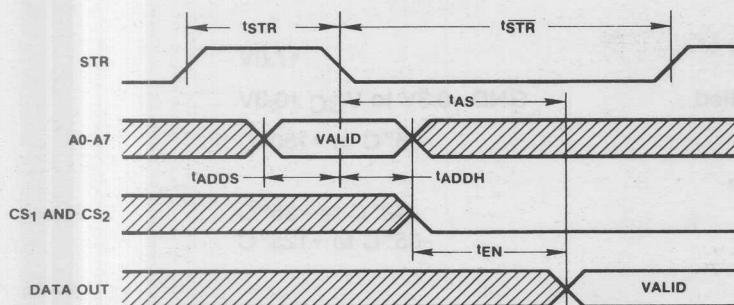 tSTR
tSTR
STR
tAS
A0-A7
VALID
tADDS
tADDH
CS1 AND CS2
tEN
DATA OUT
VALID